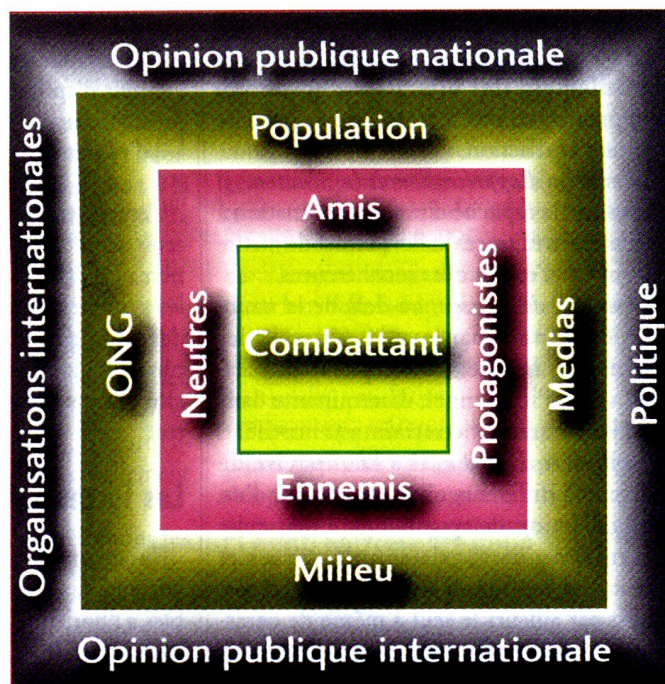 Opinion publique nationale
Population
Amis
Organisations internationales
ONG
Neutres
Combattant
Protagonistes
Medias
Politique
Ennemis
Milieu
Opinion publique internationale